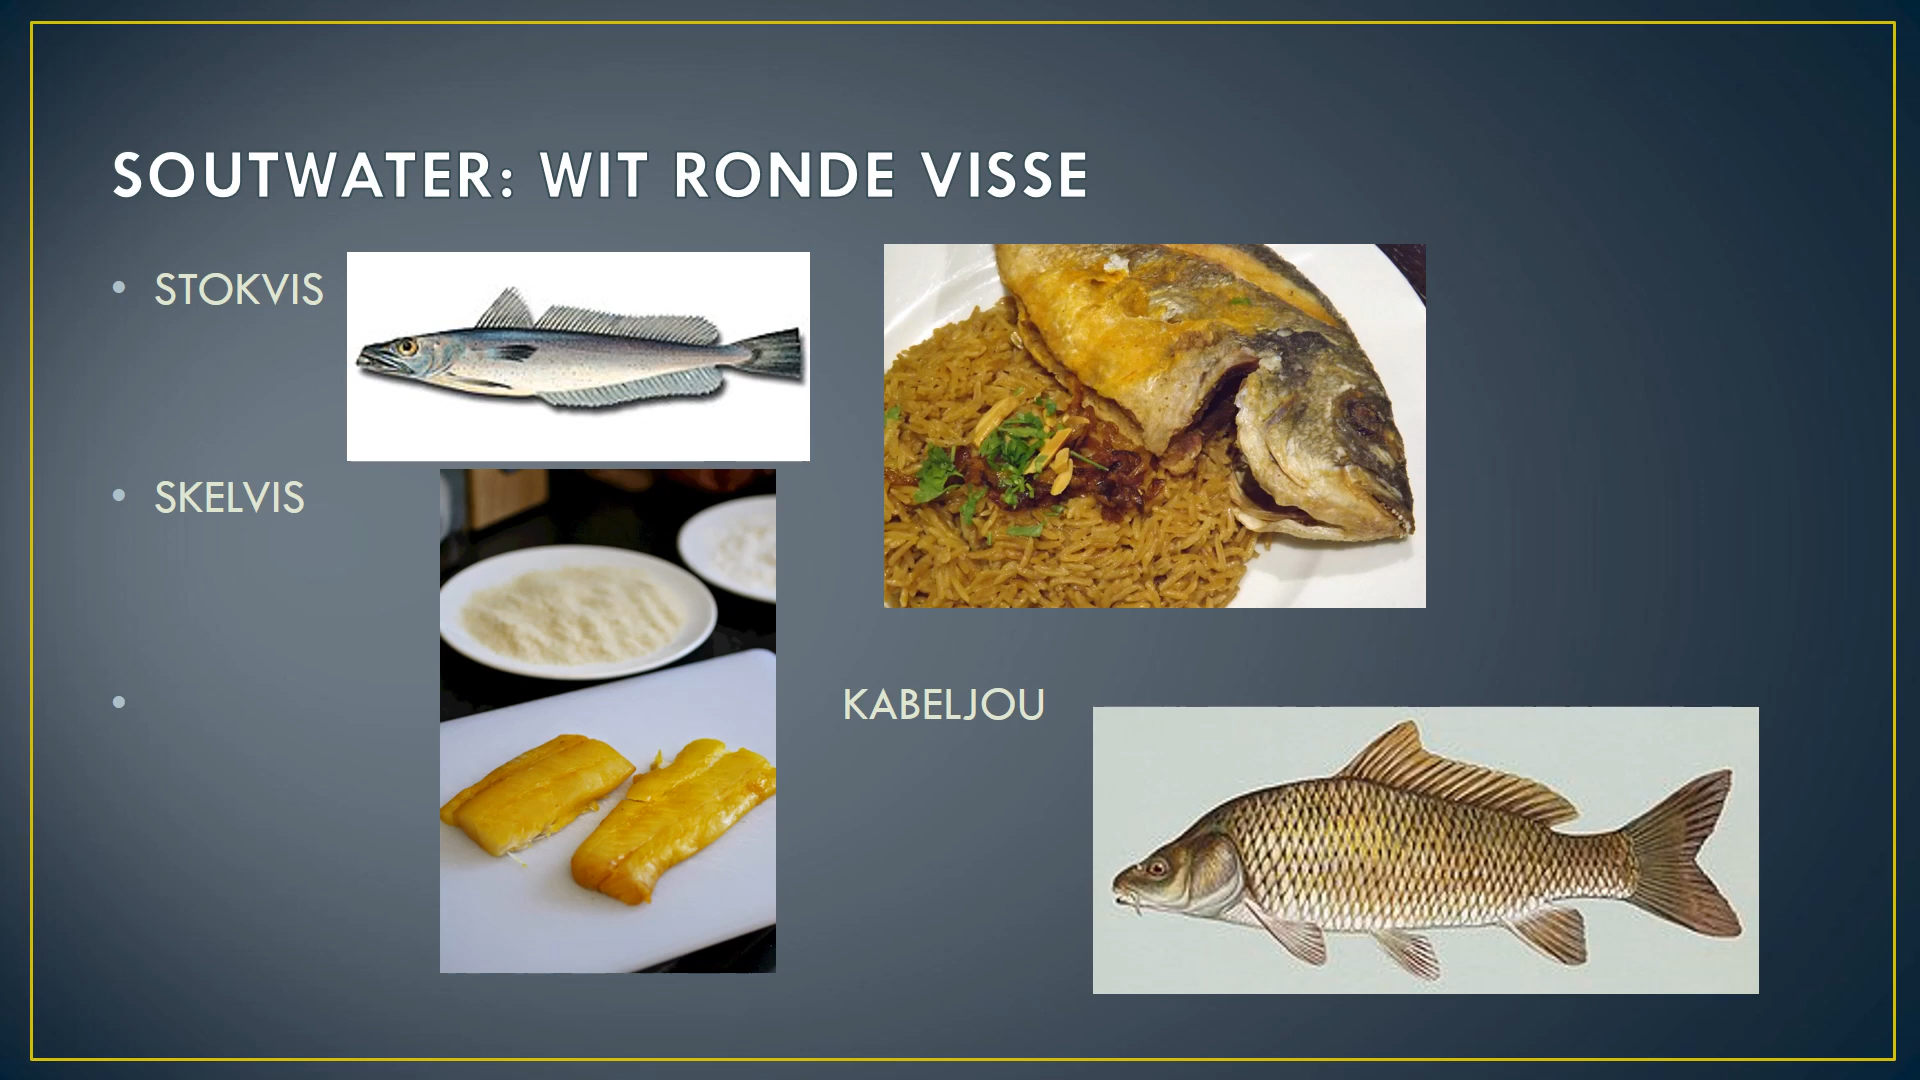 SOUTWATER: WIT RONDE VISSE
• STOKVIS
• SKELVIS
• KABELJOU